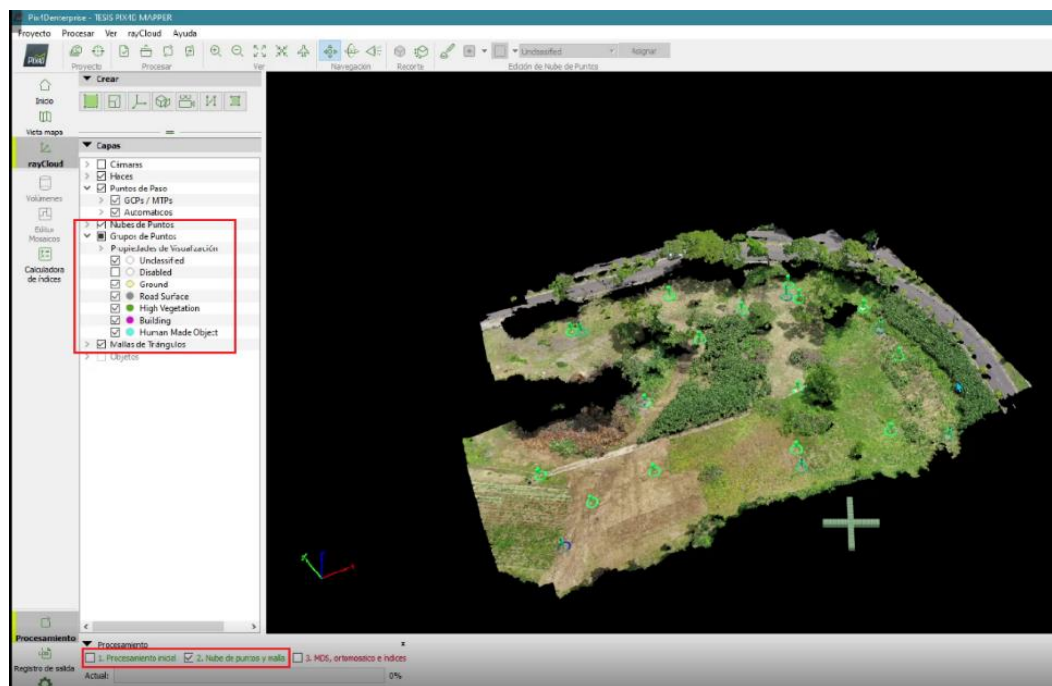 Pix4Denterprise - TESIS PIX4D MAPPER
Proyecto Procesar Ver rayCloud Ayuda
Unclassified Asignar
Proyecto Procesar Ver Navegación Recorte Edición de Nube de Puntos
PIX4D
Crear
Inicio
Vista mapa
Capas
rayCloud
Cámaras
Haces
Puntos de Paso
GCPs / MTPs
Automáticos
Volúmenes
Nubes de Puntos
Grupos de Puntos
Propiedades de Visualización
Editor
Mosaicos
Unclassified
Disabled
Ground
Calculadora
de índices
Road Surface
High Vegetation
Building
Human Made Object
Mallas de Triángulos
Objetos
Procesamiento
Procesamiento
1. Procesamiento inicial 2. Nube de puntos y malla 3. MDS, ortomosaico e índices
Registro de salida
Actual: 0%